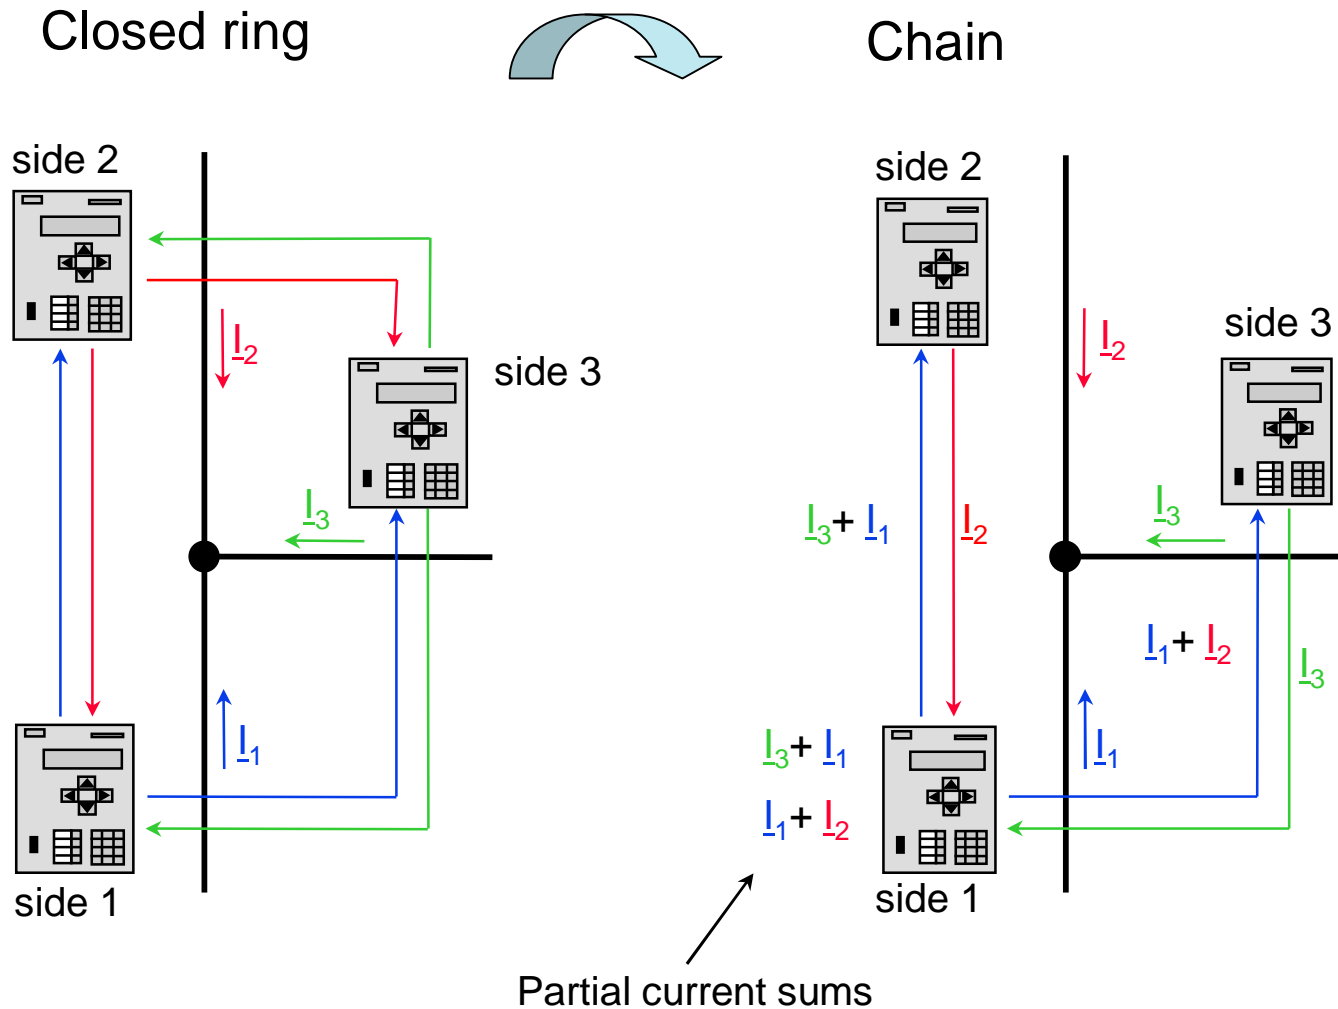 Closed ring
Chain
side 2
I2
side 3
I3
I1
side 1
side 2
I2
side 3
I3
I3+ I1
I2
I1+ I2
I3
I1
I3+ I1
I1+ I2
side 1
Partial current sums